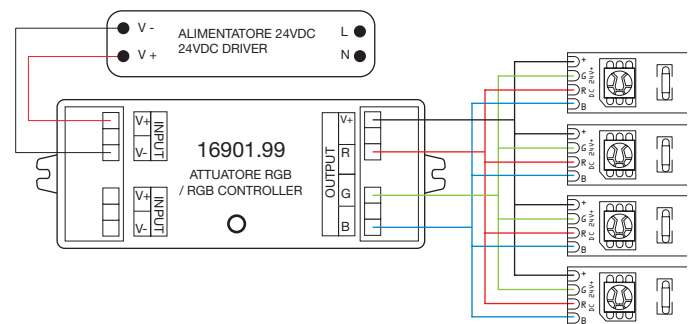 V -
V +
ALIMENTATORE 24VDC
24VDC DRIVER
L
N
V+
V-
INPUT
V+
V-
INPUT
16901.99
ATTUATORE RGB
/ RGB CONTROLLER
OUTPUT
V+
R
G
B
+
G
R
B
DC 24V+
+
G
R
B
DC 24V+
+
G
R
B
DC 24V+
+
G
R
B
DC 24V+